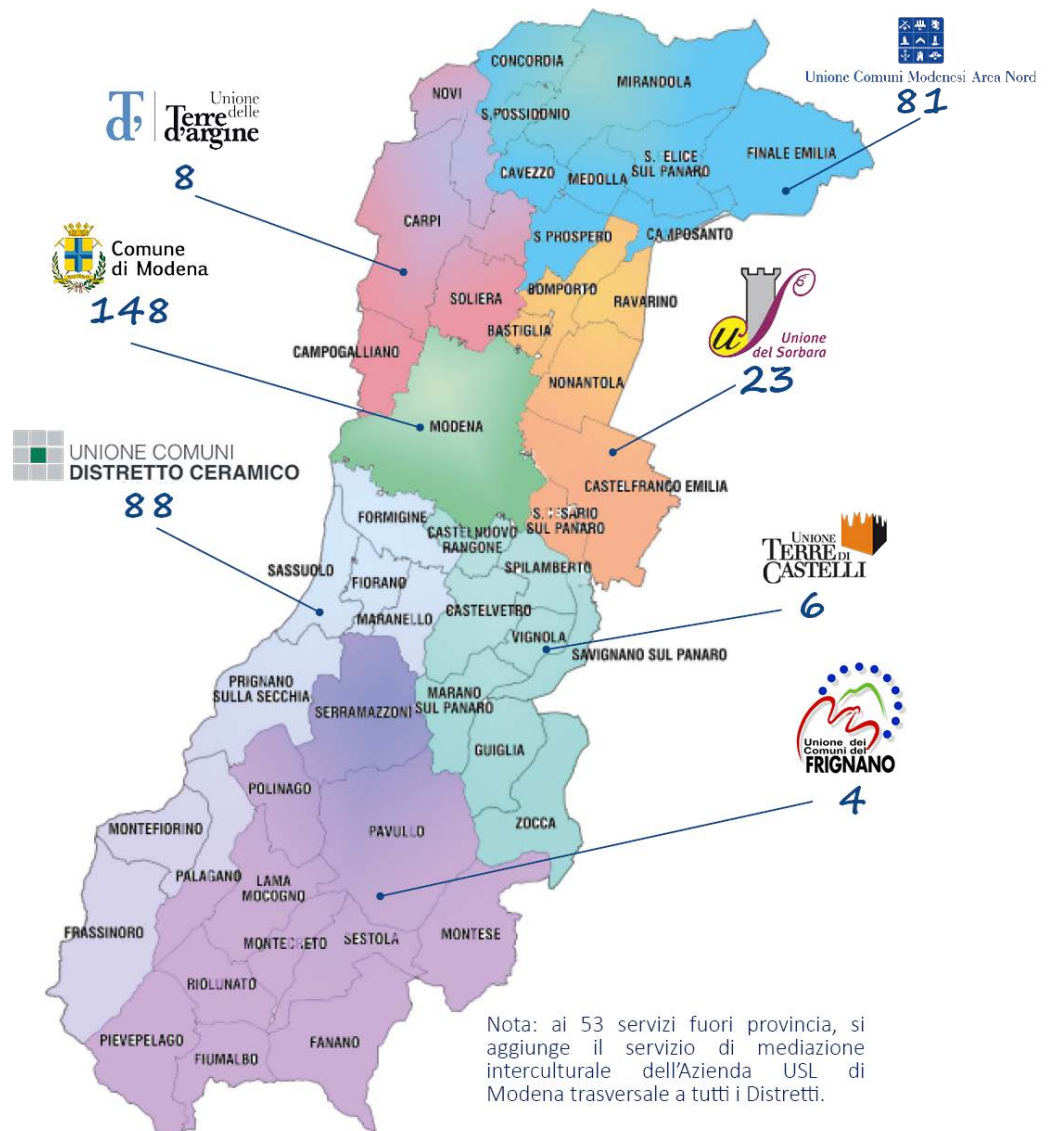 Unione Comuni Modenesi Area Nord
81
Unione
delle
Terre
d'argine
8
Comune
di Modena
148
UNIONE COMUNI
DISTRETTO CERAMICO
88
u
Unione
del Sorbara
23
UNIONE
TERRE DI
CASTELLI
6
Unione dei
Comuni del
FRIGNANO
4
CONCORDIA
MIRANDOLA
NOVI
S.POSSIDONIO
CAVEZZO
MEDOLLA
S. ELICE
SUL PANARO
FINALE EMILIA
CARPI
S.PROSPERO
CAMPOSANTO
SOLIERA
BOMPORTO
RAVARINO
BASTIGLIA
CAMPOGALLIANO
NONANTOLA
MODENA
CASTELFRANCO EMILIA
S. SARIO
SUL PANARO
FORMIGINE
CASTELNUOVO
RANGONE
SPILAMBERTO
SASSUOLO
FIORANO
MARANELLO
CASTELVETRO
VIGNOLA
SAVIGNANO SUL PANARO
PRIGNANO
SULLA SECCHIA
SERRAMAZZONI
MARANO
SUL PANARO
GUIGLIA
POLINAGO
ZOCCA
MONTEFIORINO
PAVULLO
PALAGANO
LAMA
MOCOGNO
FRASSINORO
MONTECRETO
SESTOLA
MONTESE
RIOLUNATO
PIEVEPELAGO
FIUMALBO
FANANO
Nota: ai 53 servizi fuori provincia, si
aggiunge il servizio di mediazione
interculturale dell'Azienda USL di
Modena trasversale a tutti i Distretti.